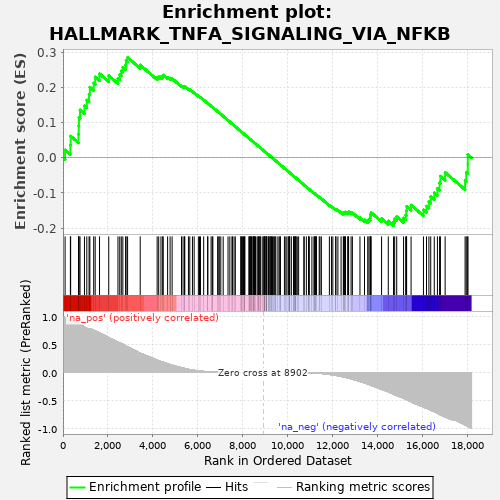 Enrichment plot:
HALLMARK_TNFA_SIGNALING_VIA_NFKB
Enrichment score (ES)
0.3
0.2
0.1
0.0
-0.1
-0.2
Ranked list metric (Preranked)
1.0
0.5
0.0
-0.5
-1.0
'na_pos' (positively correlated)
Zero cross at 8902
'na_neg' (negatively correlated)
0 2,000 4,000 6,000 8,000 10,000 12,000 14,000 16,000 18,000
Rank in Ordered Dataset
Enrichment profile Hits Ranking metric scores